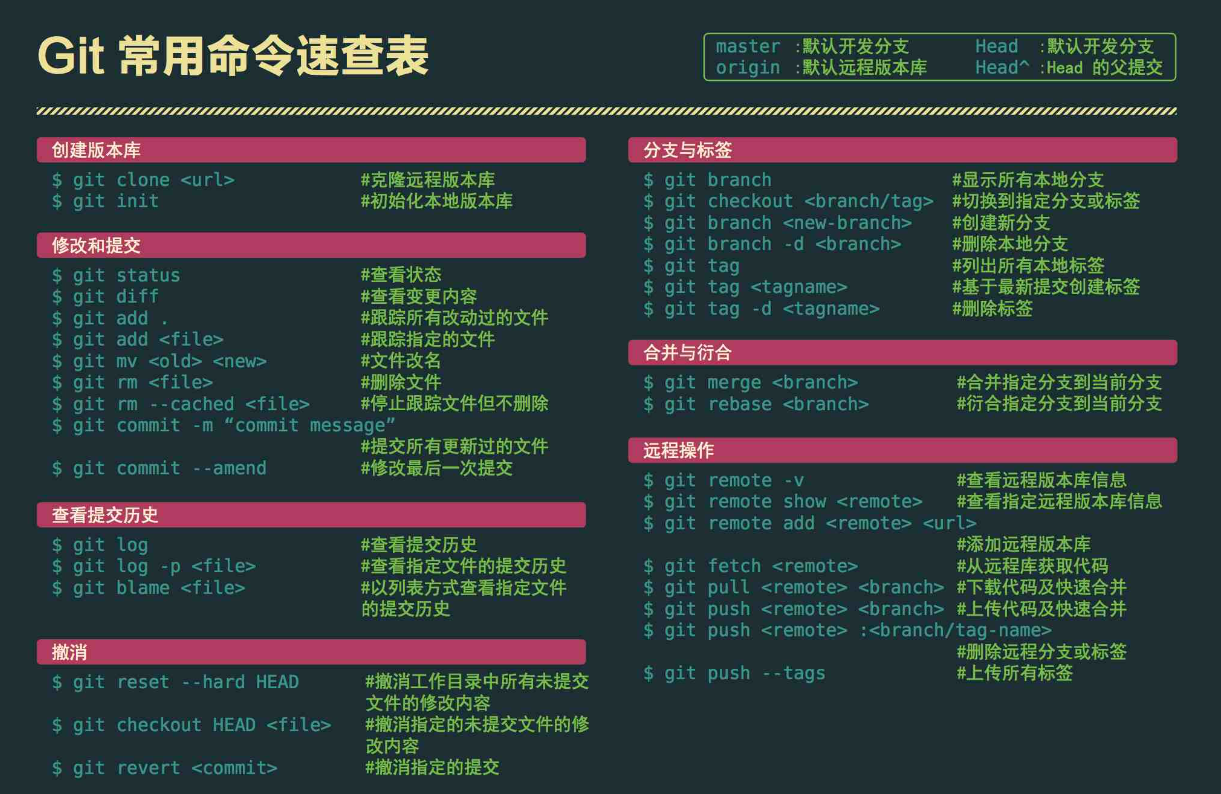 Git 常用命令速查表
master :默认开发分支 Head :默认开发分支
origin :默认远程版本库 Head^ :Head 的父提交
创建版本库
$ git clone <url> #克隆远程版本库
$ git init #初始化本地版本库
修改和提交
$ git status #查看状态
$ git diff #查看变更内容
$ git add . #跟踪所有改动过的文件
$ git add <file> #跟踪指定的文件
$ git mv <old> <new> #文件改名
$ git rm <file> #删除文件
$ git rm --cached <file> #停止跟踪文件但不删除
$ git commit -m “commit message”
#提交所有更新过的文件
$ git commit --amend #修改最后一次提交
查看提交历史
$ git log #查看提交历史
$ git log -p <file> #查看指定文件的提交历史
$ git blame <file> #以列表方式查看指定文件
的提交历史
撤消
$ git reset --hard HEAD #撤消工作目录中所有未提交
文件的修改内容
$ git checkout HEAD <file> #撤消指定的未提交文件的修
改内容
$ git revert <commit> #撤消指定的提交
分支与标签
$ git branch #显示所有本地分支
$ git checkout <branch/tag> #切换到指定分支或标签
$ git branch <new-branch> #创建新分支
$ git branch -d <branch> #删除本地分支
$ git tag #列出所有本地标签
$ git tag <tagname> #基于最新提交创建标签
$ git tag -d <tagname> #删除标签
合并与衍合
$ git merge <branch> #合并指定分支到当前分支
$ git rebase <branch> #衍合指定分支到当前分支
远程操作
$ git remote -v #查看远程版本库信息
$ git remote show <remote> #查看指定远程版本库信息
$ git remote add <remote> <url>
#添加远程版本库
$ git fetch <remote> #从远程库获取代码
$ git pull <remote> <branch> #下载代码及快速合并
$ git push <remote> <branch> #上传代码及快速合并
$ git push <remote> :<branch/tag-name>
#删除远程分支或标签
$ git push --tags #上传所有标签